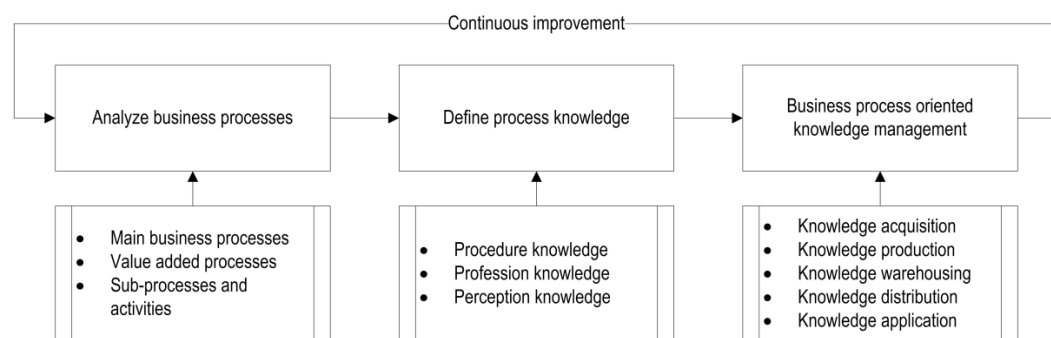 Continuous improvement
Analyze business processes
Define process knowledge
Business process oriented
knowledge management
● Main business processes
● Value added processes
● Sub-processes and
activities
● Procedure knowledge
● Profession knowledge
● Perception knowledge
● Knowledge acquisition
● Knowledge production
● Knowledge warehousing
● Knowledge distribution
● Knowledge application